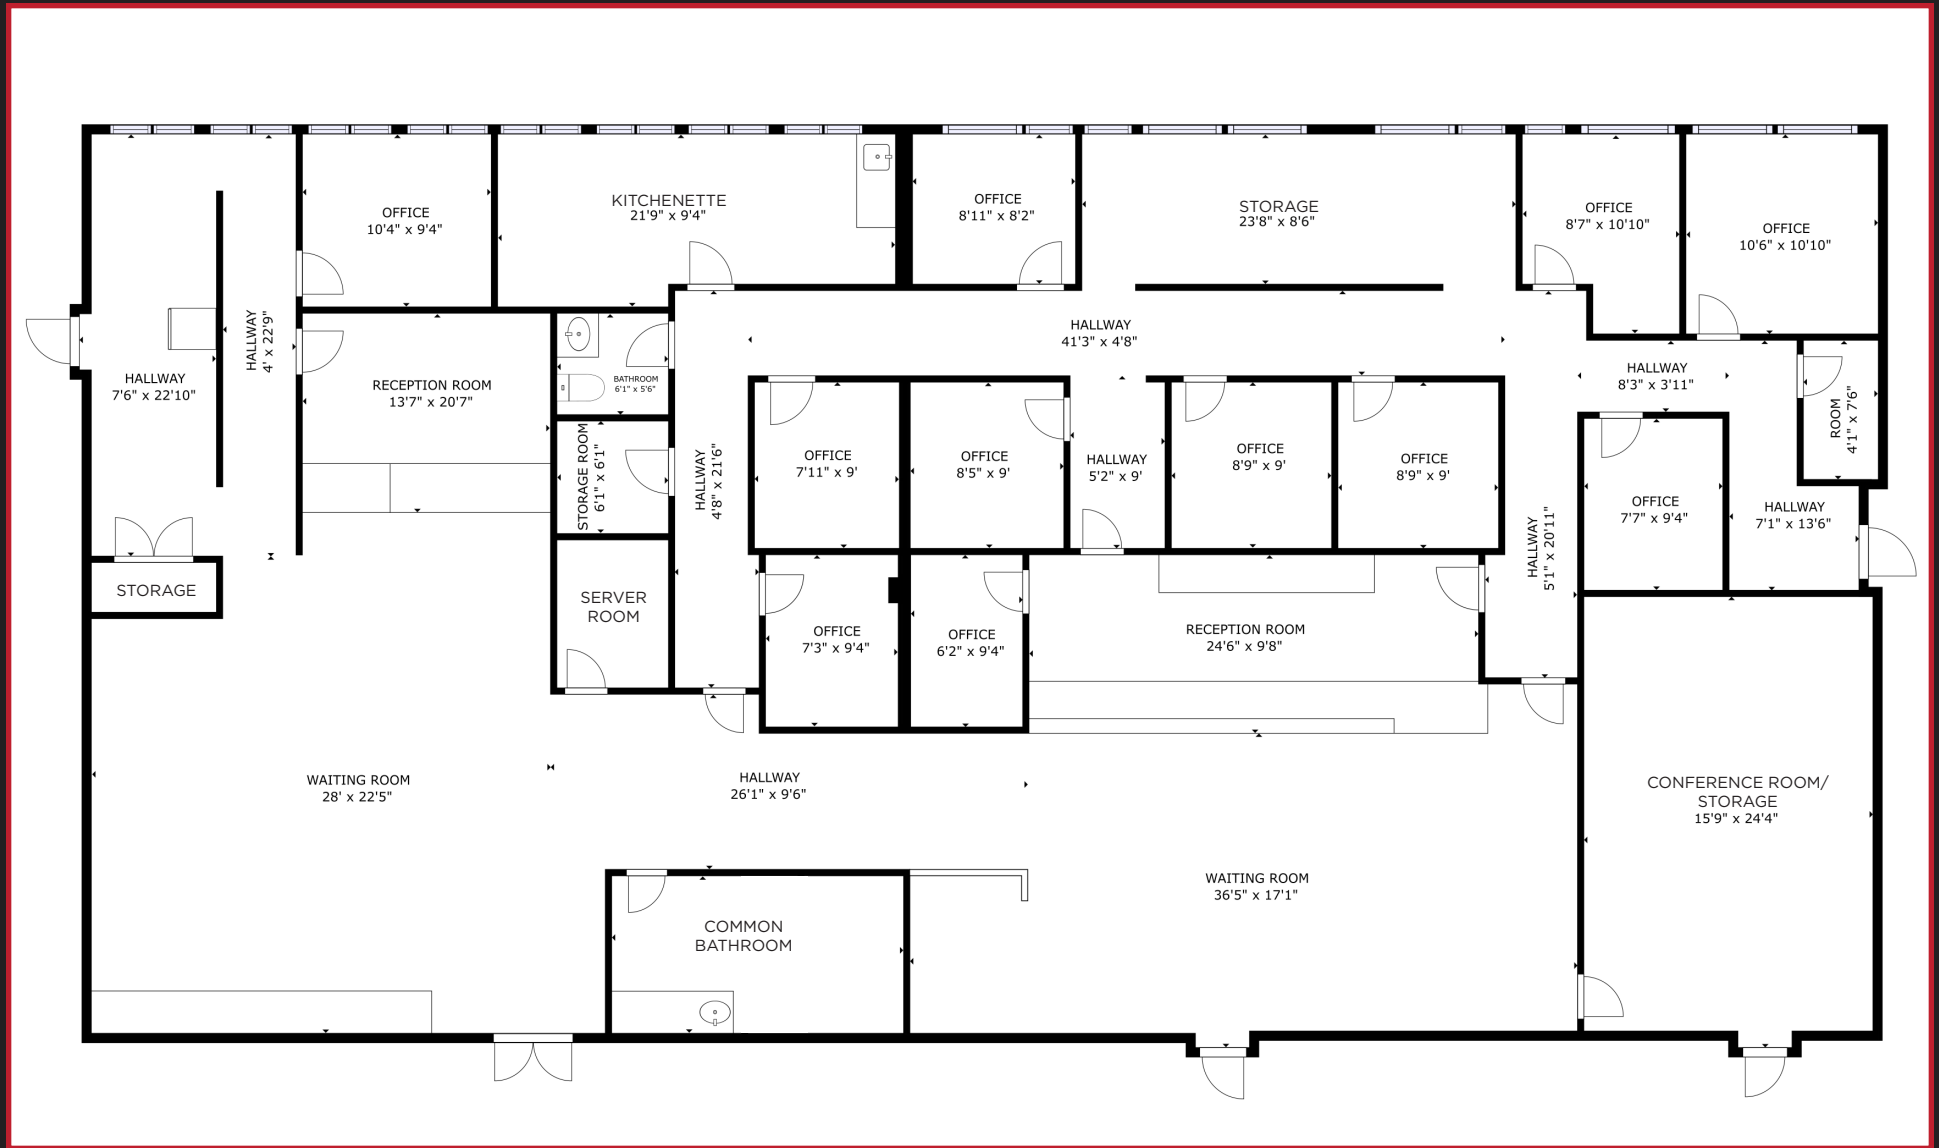 OFFICE
10'4" x 9'4"
KITCHENETTE
21'9" x 9'4"
OFFICE
8'11" x 8'2"
STORAGE
23'8" x 8'6"
OFFICE
8'7" x 10'10"
OFFICE
10'6" x 10'10"
HALLWAY
7'6" x 22'10"
HALLWAY
4' x 22'9"
RECEPTION ROOM
13'7" x 20'7"
BATHROOM
6'1" x 5'6"
HALLWAY
41'3" x 4'8"
HALLWAY
8'3" x 3'11"
ROOM
4'1" x 7'6"
STORAGE ROOM
6'1" x 6'1"
HALLWAY
4'8" x 21'6"
OFFICE
7'11" x 9'
OFFICE
8'5" x 9'
HALLWAY
5'2" x 9'
OFFICE
8'9" x 9'
OFFICE
8'9" x 9'
HALLWAY
5'1" x 20'11"
OFFICE
7'7" x 9'4"
HALLWAY
7'1" x 13'6"
STORAGE
SERVER
ROOM
OFFICE
7'3" x 9'4"
OFFICE
6'2" x 9'4"
RECEPTION ROOM
24'6" x 9'8"
WAITING ROOM
28' x 22'5"
HALLWAY
26'1" x 9'6"
CONFERENCE ROOM/
STORAGE
15'9" x 24'4"
WAITING ROOM
36'5" x 17'1"
COMMON
BATHROOM